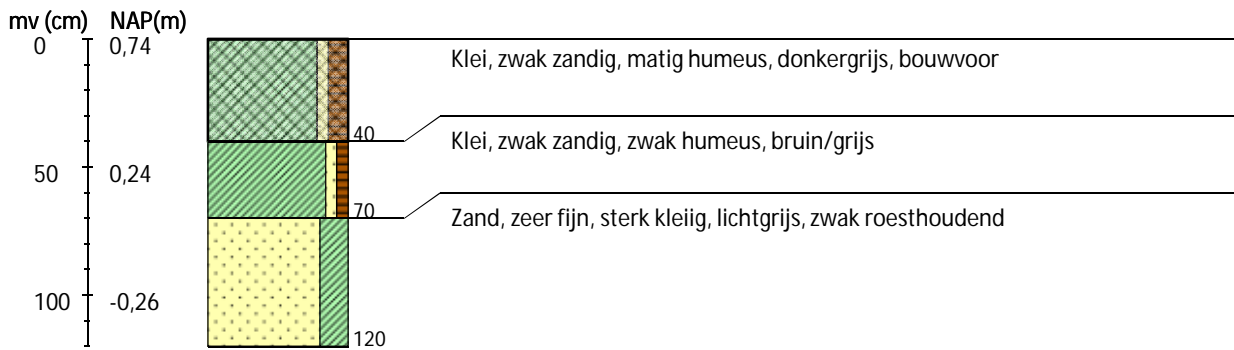 mv (cm) NAP(m)
0 0,74
Klei, zwak zandig, matig humeus, donkergrijs, bouwvoor
40
Klei, zwak zandig, zwak humeus, bruin/grijs
50 0,24
70
Zand, zeer fijn, sterk kleiig, lichtgrijs, zwak roesthoudend
100 -0,26
120